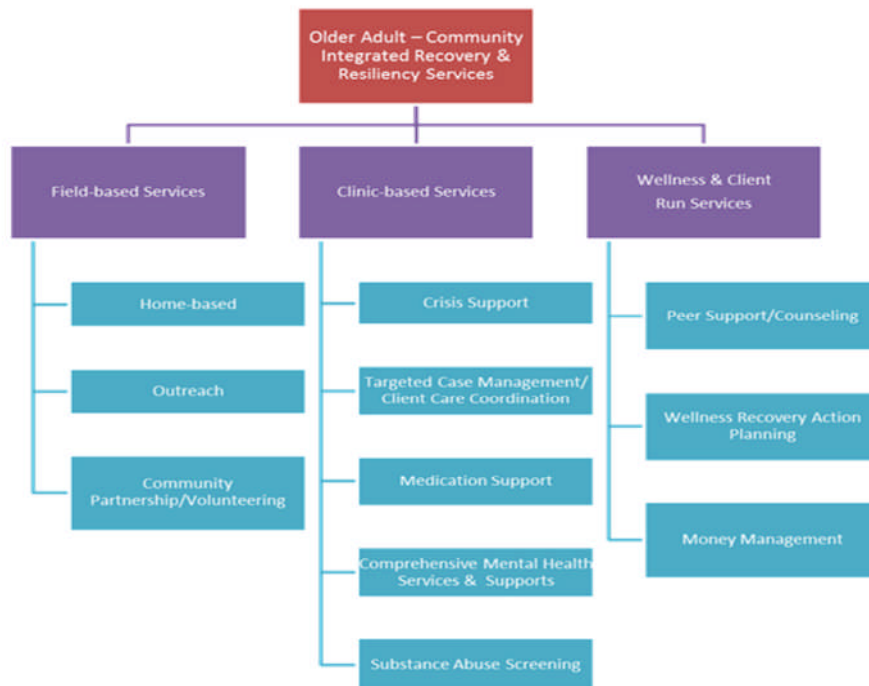 Older Adult – Community
Integrated Recovery &
Resiliency Services
Field-based Services
Clinic-based Services
Wellness & Client
Run Services
Home-based
Outreach
Community
Partnership/Volunteering
Crisis Support
Targeted Case Management/
Client Care Coordination
Medication Support
Comprehensive Mental Health
Services & Supports
Substance Abuse Screening
Peer Support/Counseling
Wellness Recovery Action
Planning
Money Management